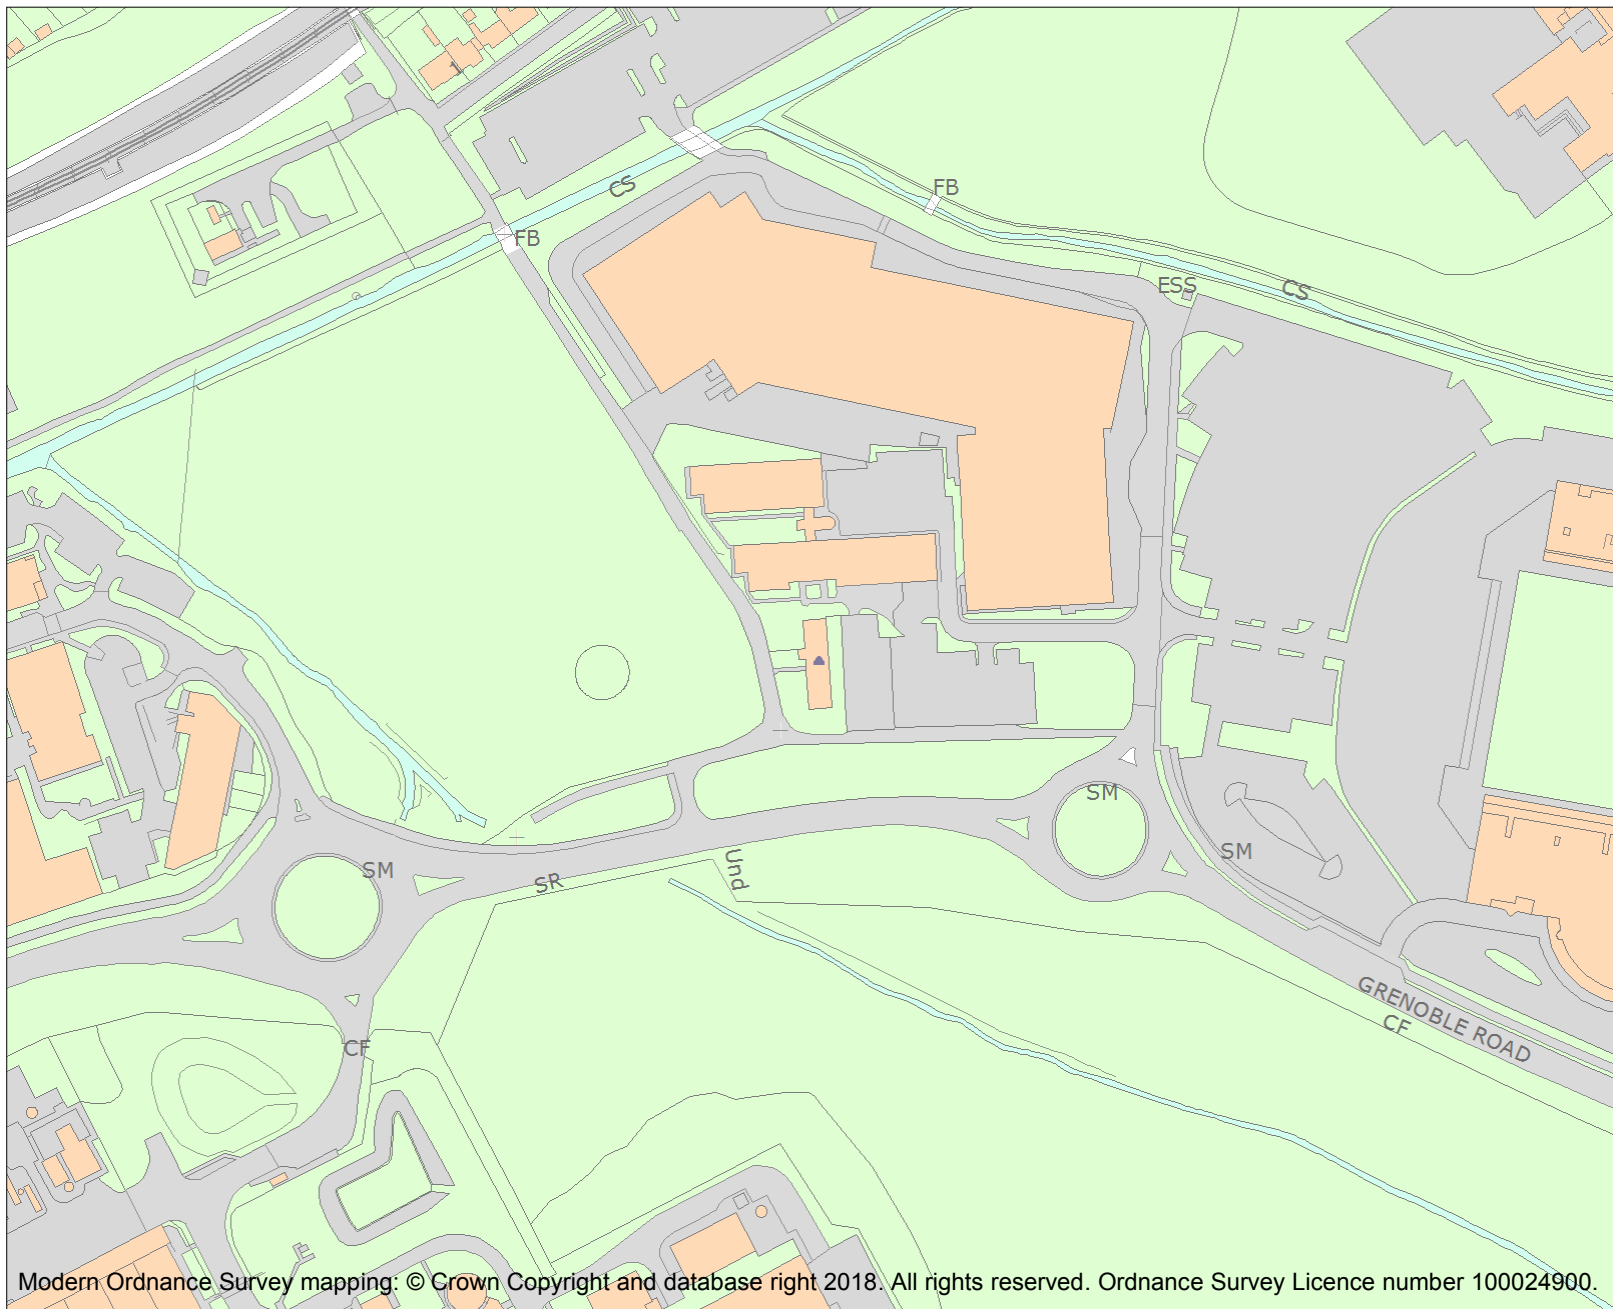 1
CS
FB
FB
ESS
CS
SM
SM
SM
Und
SR
GRENOBLE ROAD
CF
CF
Modern Ordnance Survey mapping: © Crown Copyright and database right 2018. All rights reserved. Ordnance Survey Licence number 100024900.